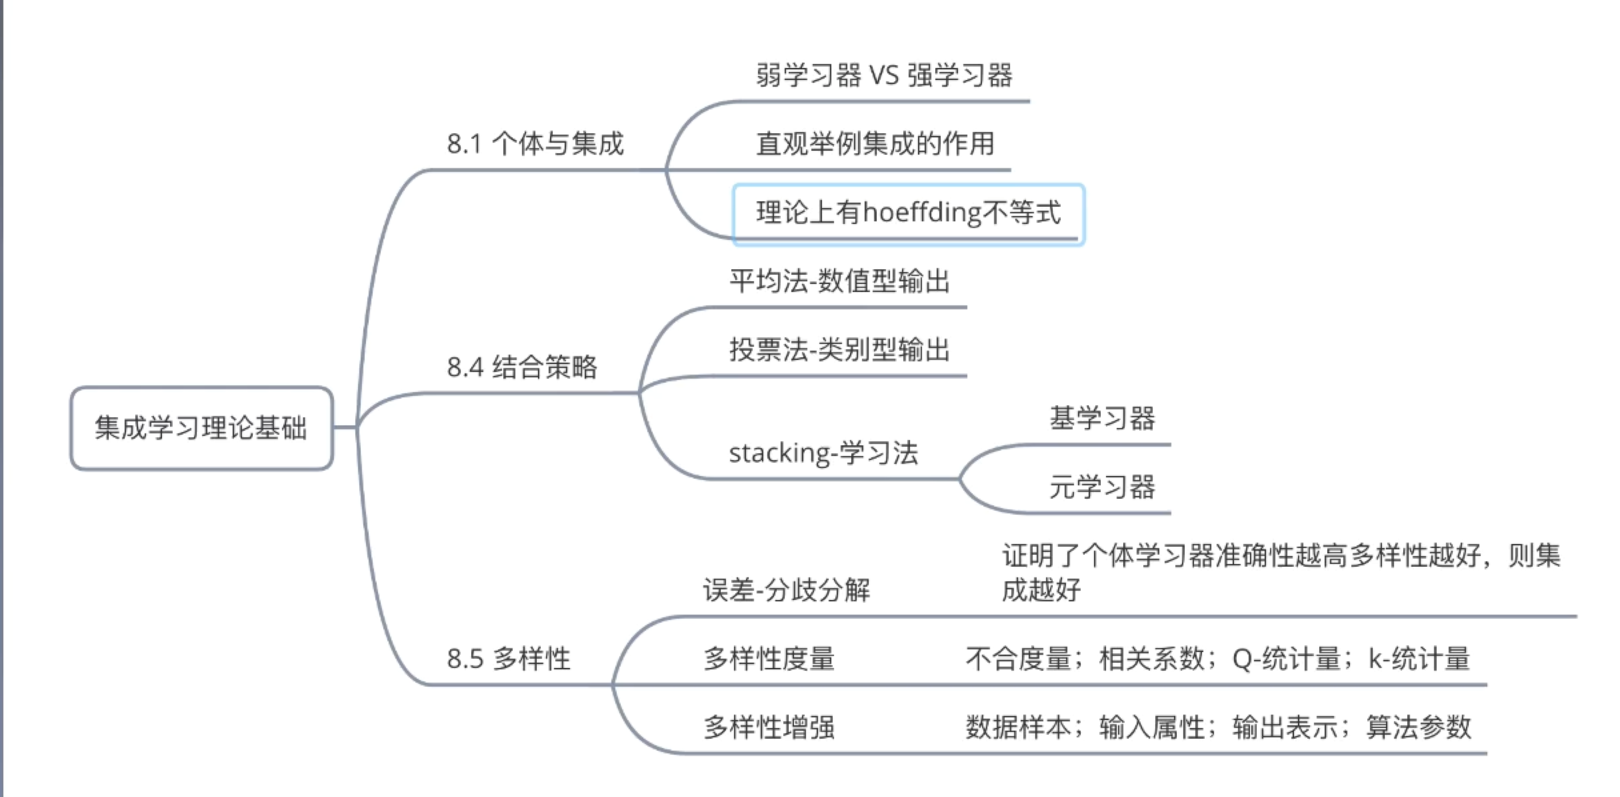 集成学习理论基础
8.1 个体与集成
弱学习器 VS 强学习器
直观举例集成的作用
理论上有hoeffding不等式
8.4 结合策略
平均法-数值型输出
投票法-类别型输出
stacking-学习法
基学习器
元学习器
8.5 多样性
误差-分歧分解
证明了个体学习器准确性越高多样性越好，则集
成越好
多样性度量
不合度量；相关系数；Q-统计量；k-统计量
多样性增强
数据样本；输入属性；输出表示；算法参数